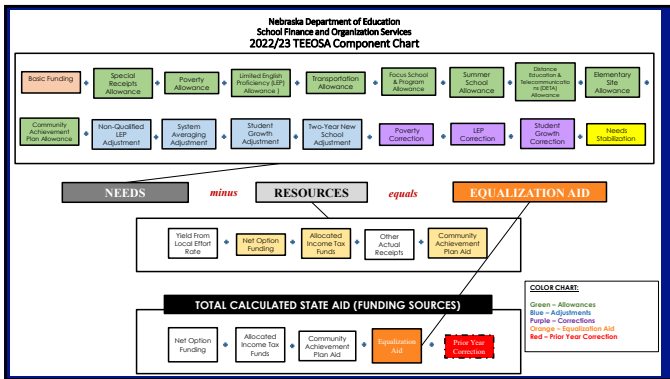 Nebraska Department of Education
School Finance and Organization Services
2022/23 TEEOSA Component Chart
Basic Funding
Special
Receipts
Allowance
Poverty
Allowance
Limited English
Proficiency (LEP)
Allowance )
Transportation
Allowance
Focus School
& Program
Allowance
Summer
School
Allowance
Distance
Education &
Telecommunicatio
ns (DETA)
Allowance
Elementary
Site
Allowance
Community
Achievement
Plan Allowance
Non-Qualified
LEP
Adjustment
System
Averaging
Adjustment
Student
Growth
Adjustment
Two-Year New
School
Adjustment
Poverty
Correction
LEP
Correction
Student
Growth
Correction
Needs
Stabilization
NEEDS minus RESOURCES equals EQUALIZATION AID
Yield From
Local Effort
Rate
Net Option
Funding
Allocated
Income Tax
Funds
Other
Actual
Receipts
Community
Achievement
Plan Aid
TOTAL CALCULATED STATE AID (FUNDING SOURCES)
Net Option
Funding
Allocated
Income Tax
Funds
Community
Achievement
Plan Aid
Equalization
Aid
Prior Year
Correction
COLOR CHART:
Green – Allowances
Blue – Adjustments
Purple – Corrections
Orange – Equalization Aid
Red – Prior Year Correction